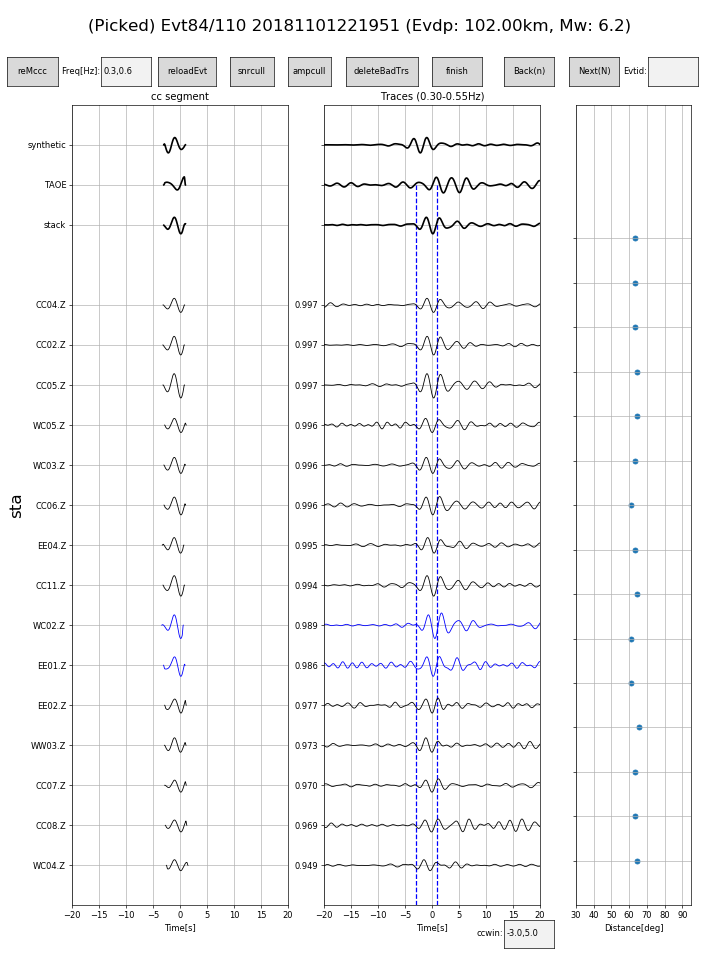 (Picked) Evt84/110 20181101221951 (Evdp: 102.00km, Mw: 6.2)
reMccc Freq[Hz]: 0.3,0.6 reloadEvt snrcull ampcull deleteBadTrs finish Back(n) Next(N) Evtid:
cc segment Traces (0.30-0.55Hz)
synthetic
TAOE
stack
CC04.Z 0.997
CC02.Z 0.997
CC05.Z 0.997
WC05.Z 0.996
WC03.Z 0.996
CC06.Z 0.996
EE04.Z 0.995
CC11.Z 0.994
WC02.Z 0.989
EE01.Z 0.986
EE02.Z 0.977
WW03.Z 0.973
CC07.Z 0.970
CC08.Z 0.969
WC04.Z 0.949
sta
−20 −15 −10 −5 0 5 10 15 20 −20 −15 −10 −5 0 5 10 15 20 30 40 50 60 70 80 90
Time[s] Time[s] Distance[deg]
ccwin: -3.0,5.0